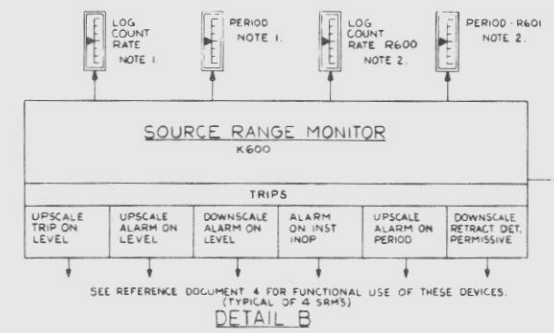 LOG
COUNT
RATE
NOTE 1
PERIOD
NOTE 1.
LOG
COUNT
RATE R600
NOTE 2.
PERIOD - R601
NOTE 2.
SOURCE RANGE MONITOR
K600
TRIPS
UPSCALE
TRIP ON
LEVEL
UPSCALE
ALARM ON
LEVEL
DOWNSCALE
ALARM ON
LEVEL
ALARM
ON INST
INOP
UPSCALE
ALARM ON
PERIOD
DOWNSCALE
RETRACT DET.
PERMISSIVE
SEE REFERENCE DOCUMENT 4 FOR FUNCTIONAL USE OF THESE DEVICES.
(TYPICAL OF 4 SRM'S)
DETAIL B